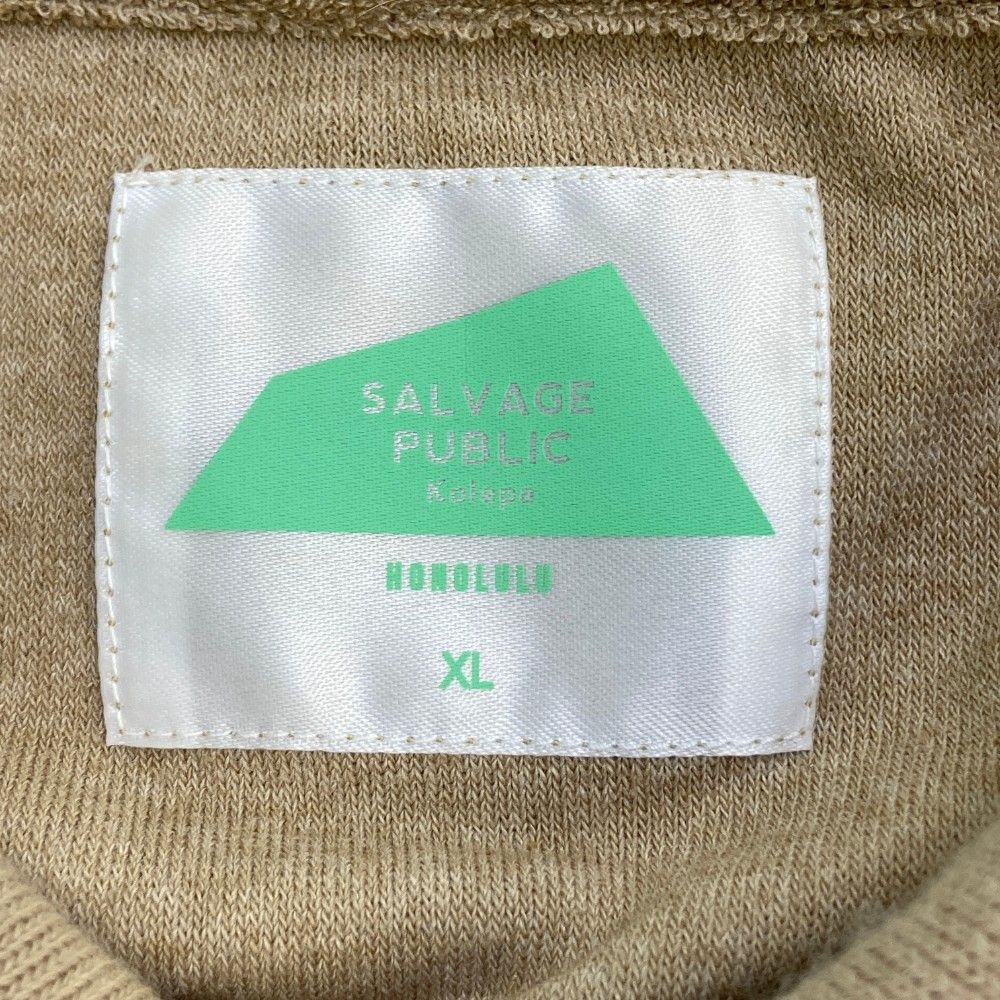 SALVAGE
PUBLIC
Kolepa
HONOLULU
XL